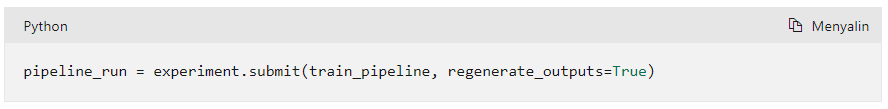 Python
Menyalin
pipeline_run = experiment.submit(train_pipeline, regenerate_outputs=True)